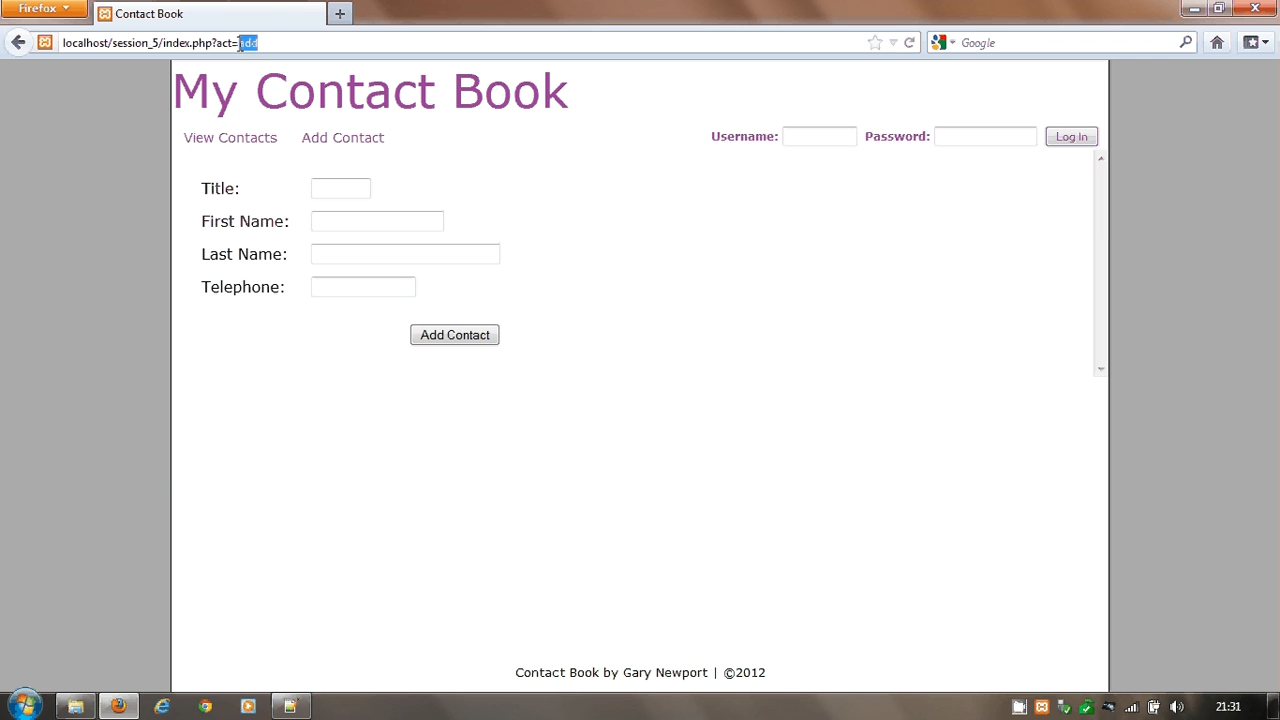 Firefox
Contact Book
localhost/session_5/index.php?act=add
Google
My Contact Book
View Contacts Add Contact Username: Password: Log In
Title:
First Name:
Last Name:
Telephone:
Add Contact
Contact Book by Gary Newport | ©2012
21:31